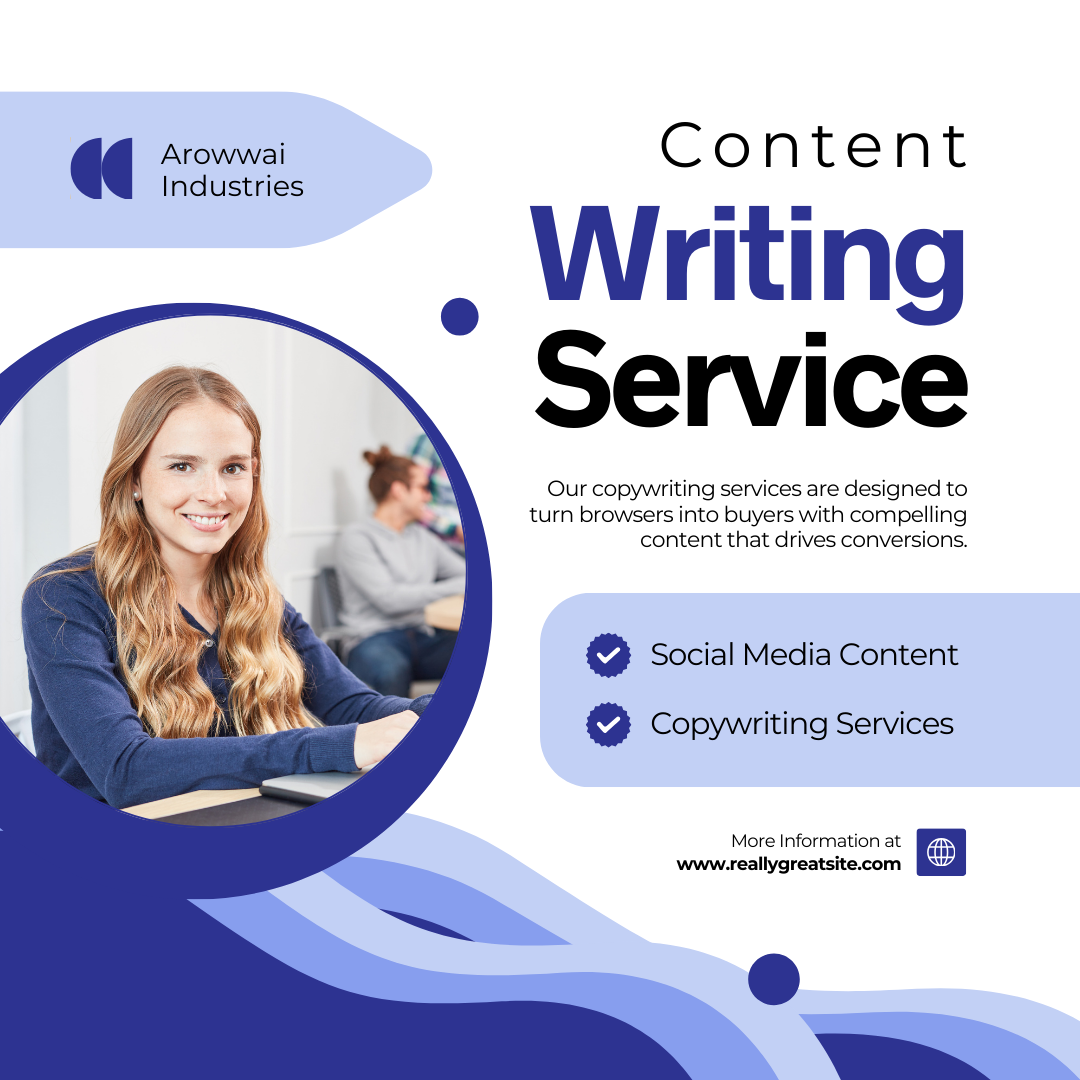 Arowwai
Industries
Content
Writing
Service
Our copywriting services are designed to
turn browsers into buyers with compelling
content that drives conversions.
Social Media Content
Copywriting Services
More Information at
www.reallygreatsite.com